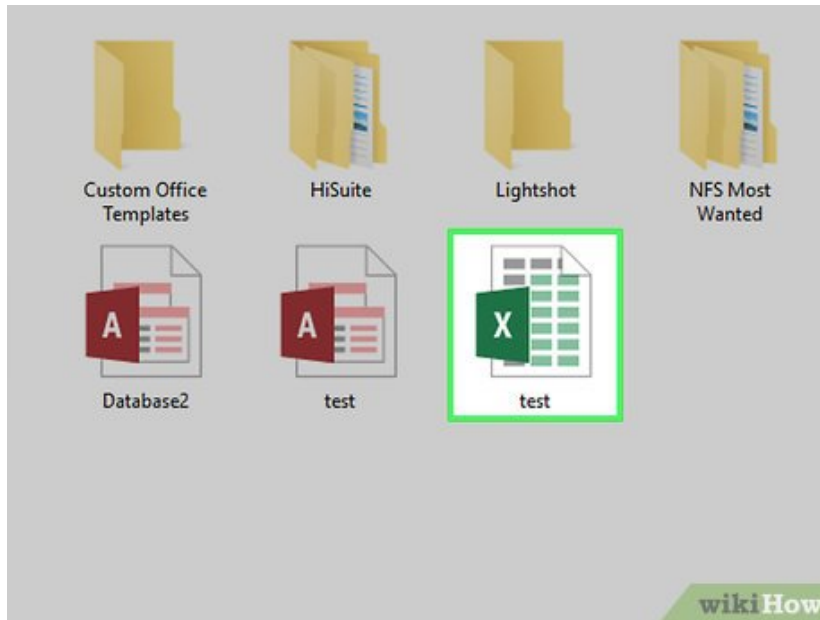 Custom Office
Templates
HiSuite
Lightshot
NFS Most
Wanted
A
A
X
Database2
test
test
wikiHow